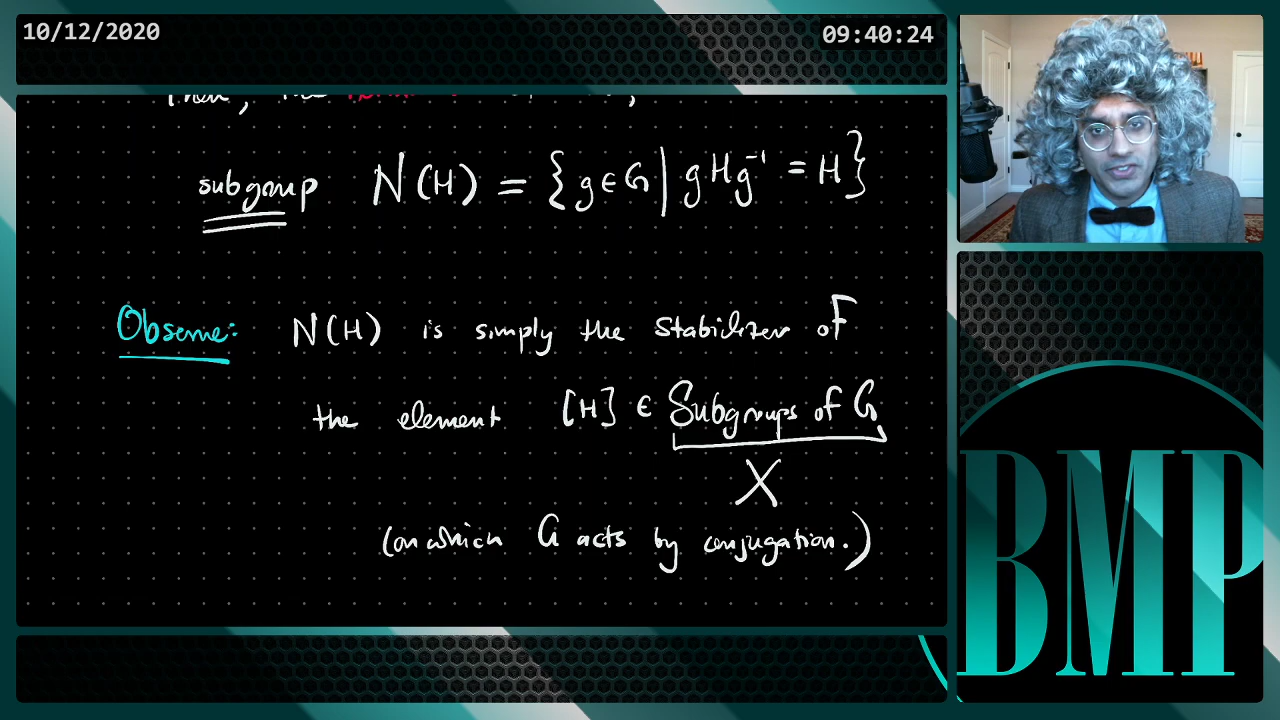 10/12/2020
09:40:24
Then,
subgroup N(H) = {g∈G | gHg⁻¹ = H}
Observe: N(H) is simply the stabilizer of
the element [H] ∈ Subgroups of G
X
(on which G acts by conjugation.)
BMP